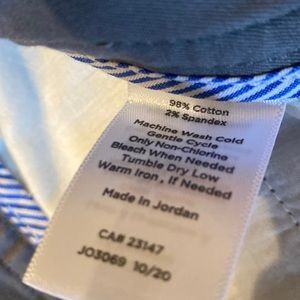 98% Cotton
2% Spandex
Machine Wash Cold
Gentle Cycle
Only Non-Chlorine
Bleach When Needed
Tumble Dry Low
Warm Iron , If Needed
Made in Jordan
CA# 23147
JO3069 10/20